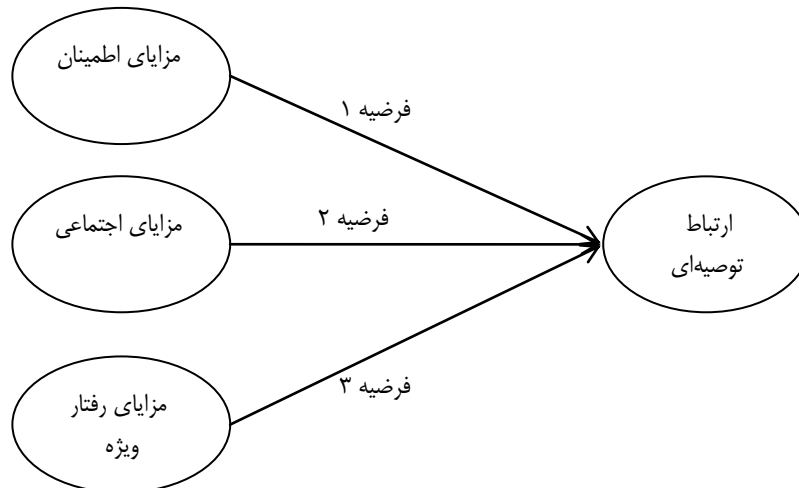 مزایای اطمینان
فرضیه ۱
مزایای اجتماعی
فرضیه ۲
ارتباط
توصیه‌ای
فرضیه ۳
مزایای رفتار
ویژه